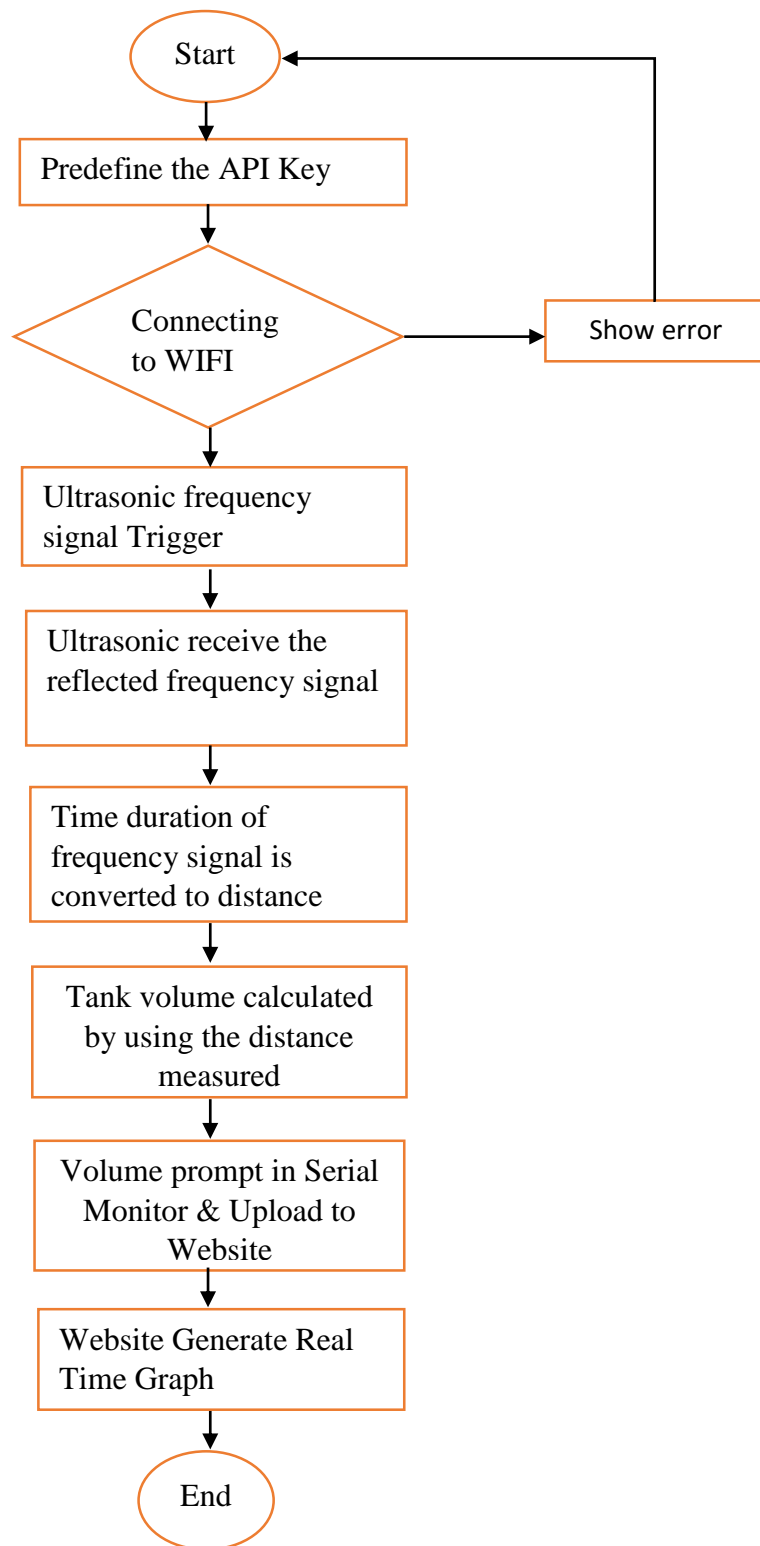 Start
Predefine the API Key
Connecting
to WIFI
Show error
Ultrasonic frequency
signal Trigger
Ultrasonic receive the
reflected frequency signal
Time duration of
frequency signal is
converted to distance
Tank volume calculated
by using the distance
measured
Volume prompt in Serial
Monitor & Upload to
Website
Website Generate Real
Time Graph
End